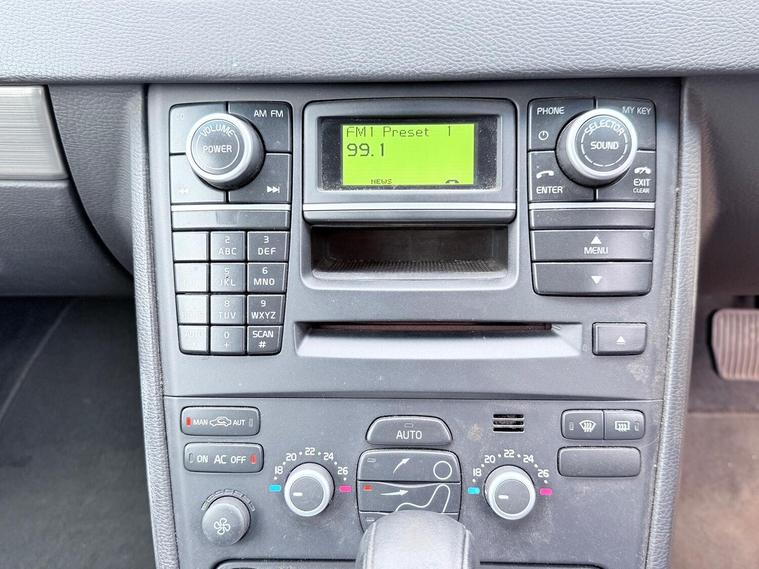 AM FM
VOLUME
POWER
FM1 Preset 1
99.1
NEWS
PHONE
MY KEY
SELECTOR
SOUND
ENTER
EXIT
CLEAR
2
ABC
3
DEF
5
JKL
6
MNO
8
TUV
9
WXYZ
0
+
SCAN
#
MENU
MAN AUT
ON AC OFF
AUTO
18 20 22 24 26
18 20 22 24 26